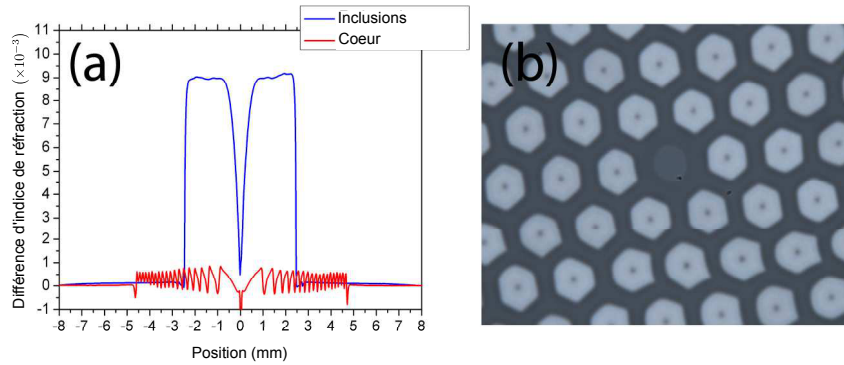 Inclusions
Coeur
(a)
(b)
Différence d'indice de réfraction (×10⁻³)
11
10
9
8
7
6
5
4
3
2
1
0
-1
-8 -7 -6 -5 -4 -3 -2 -1 0 1 2 3 4 5 6 7 8
Position (mm)